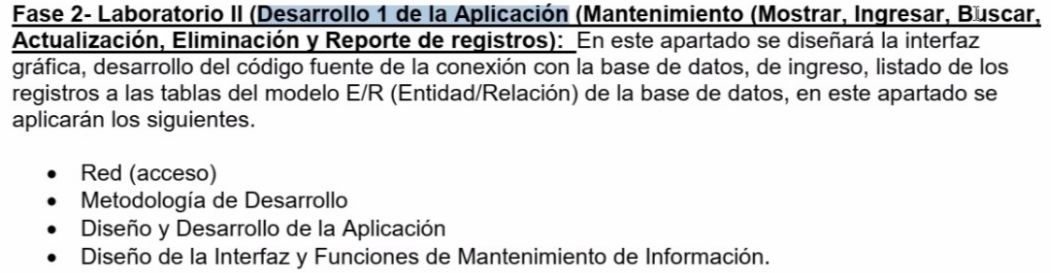 Fase 2- Laboratorio II (Desarrollo 1 de la Aplicación (Mantenimiento (Mostrar, Ingresar, Buscar,
Actualización, Eliminación y Reporte de registros): En este apartado se diseñará la interfaz
gráfica, desarrollo del código fuente de la conexión con la base de datos, de ingreso, listado de los
registros a las tablas del modelo E/R (Entidad/Relación) de la base de datos, en este apartado se
aplicarán los siguientes.
• Red (acceso)
• Metodología de Desarrollo
• Diseño y Desarrollo de la Aplicación
• Diseño de la Interfaz y Funciones de Mantenimiento de Información.